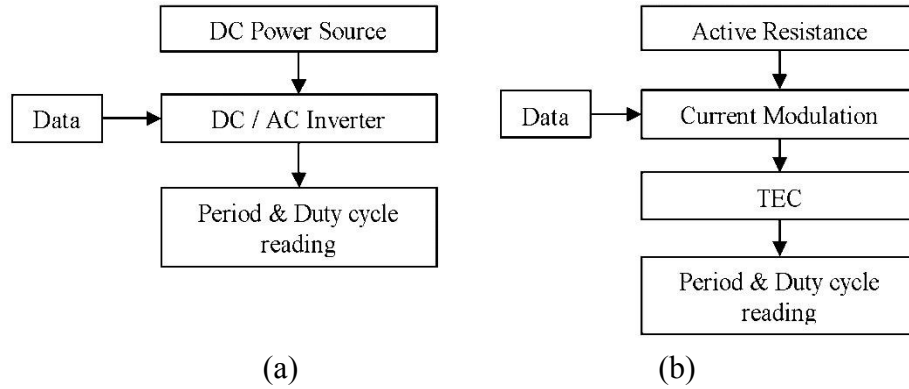 DC Power Source
Data
DC / AC Inverter
Period & Duty cycle
reading
(a)
Active Resistance
Data
Current Modulation
TEC
Period & Duty cycle
reading
(b)